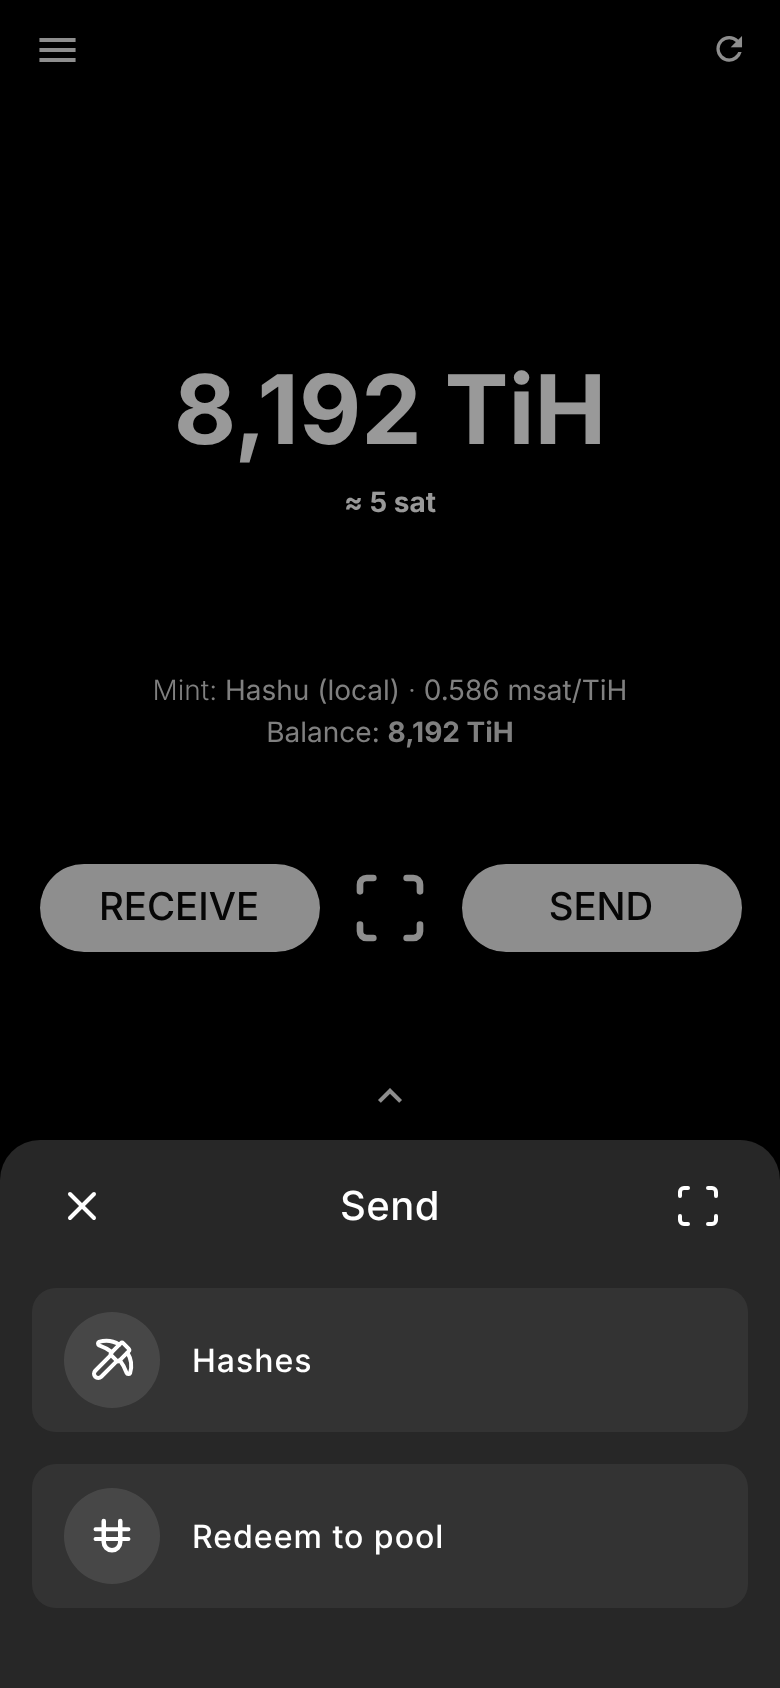 8,192 TiH
≈ 5 sat
Mint: Hashu (local) · 0.586 msat/TiH
Balance: 8,192 TiH
RECEIVE
SEND
Send
Hashes
Redeem to pool